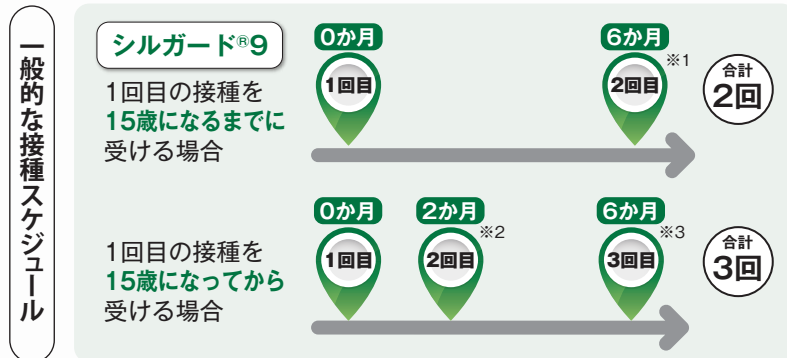 一般的な接種スケジュール
シルガード®9
1回目の接種を
15歳になるまでに
受ける場合
0か月
6か月
1回目
2回目
※1
合計
2回
1回目の接種を
15歳になってから
受ける場合
0か月
2か月
6か月
1回目
2回目
※2
3回目
※3
合計
3回